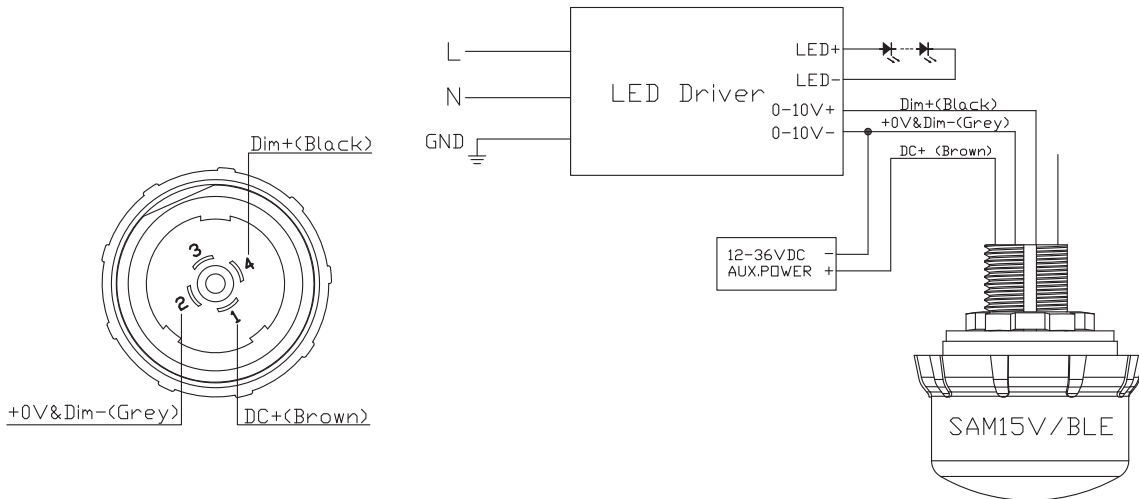 L
N
GND
LED Driver
LED+
LED-
0-10V+
0-10V-
Dim+(Black)
+0V&Dim-(Grey)
DC+ (Brown)
12-36VDC -
AUX.POWER +
SAM15V/BLE
Dim+(Black)
3
4
2
1
+0V&Dim-(Grey)
DC+(Brown)